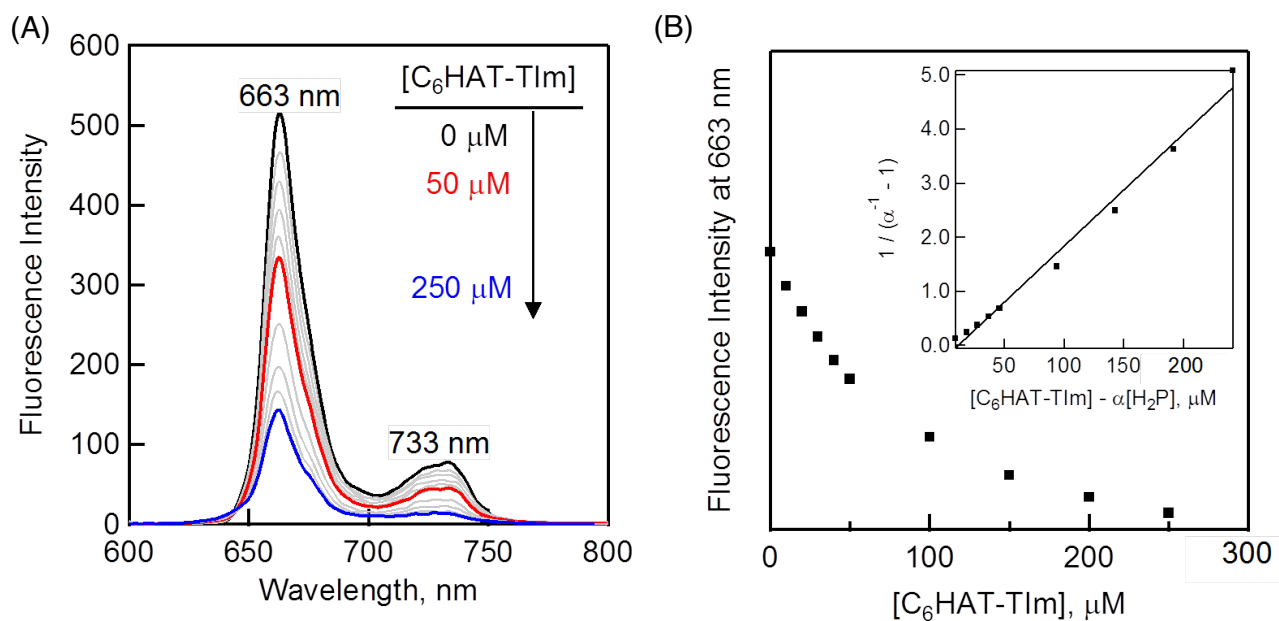 (A)
600
500
400
300
200
100
0
Fluorescence Intensity
663 nm
733 nm
[C₆HAT-TIm]
0 μM
50 μM
250 μM
600 650 700 750 800
Wavelength, nm
(B)
Fluorescence Intensity at 663 nm
5.0
4.0
3.0
2.0
1.0
0.0
1 / (α⁻¹ - 1)
50 100 150 200
[C₆HAT-TIm] - α[H₂P], μM
0 100 200 300
[C₆HAT-TIm], μM